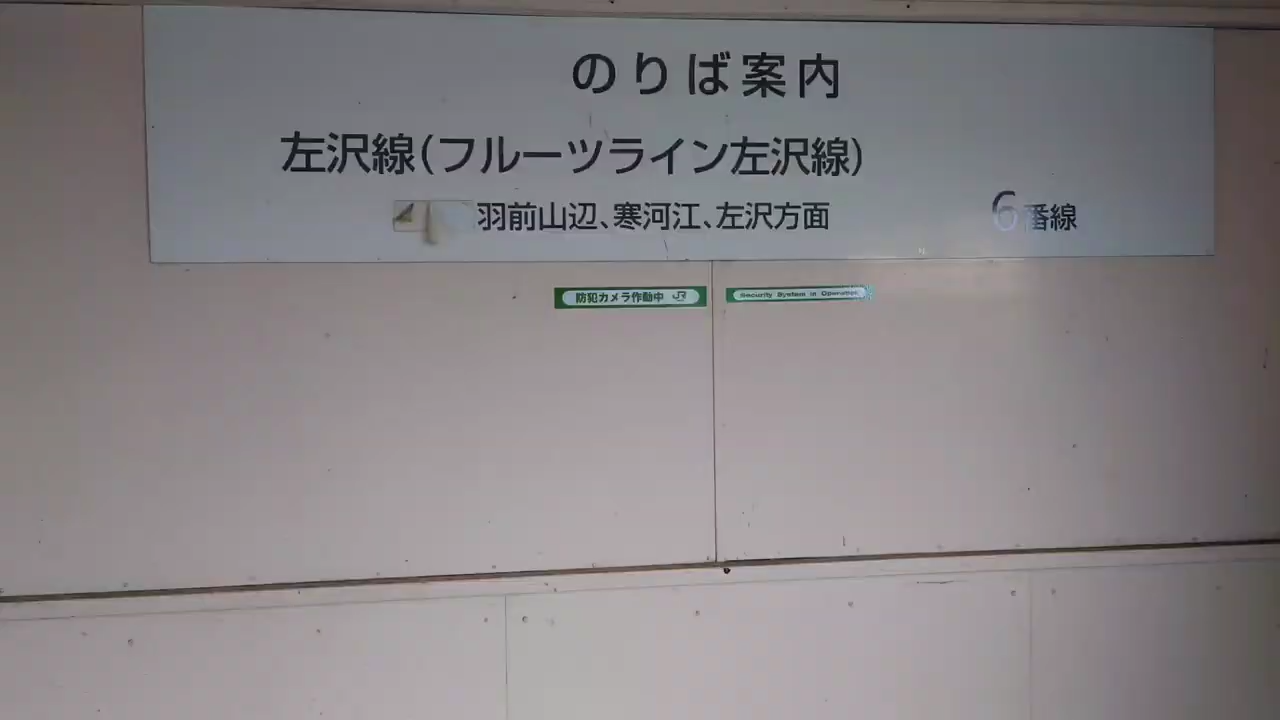 のりば案内
左沢線(フルーツライン左沢線)
羽前山辺、寒河江、左沢方面 6番線
防犯カメラ作動中 JR
Security System in Operation